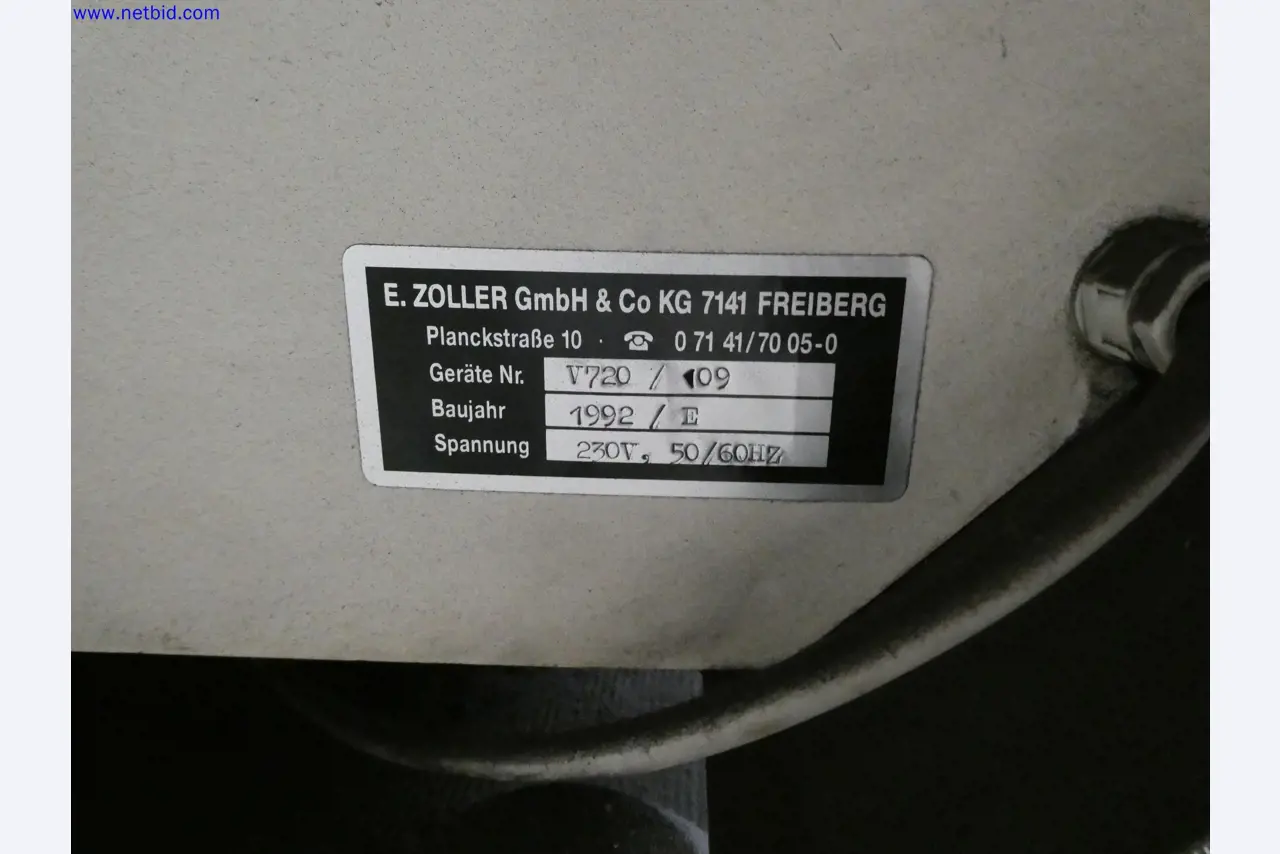 www.netbid.com
E. ZOLLER GmbH & Co KG 7141 FREIBERG
Planckstraße 10 · ☎ 0 71 41/70 05-0
Geräte Nr. V720 / 09
Baujahr 1992 / E
Spannung 230V, 50/60HZ